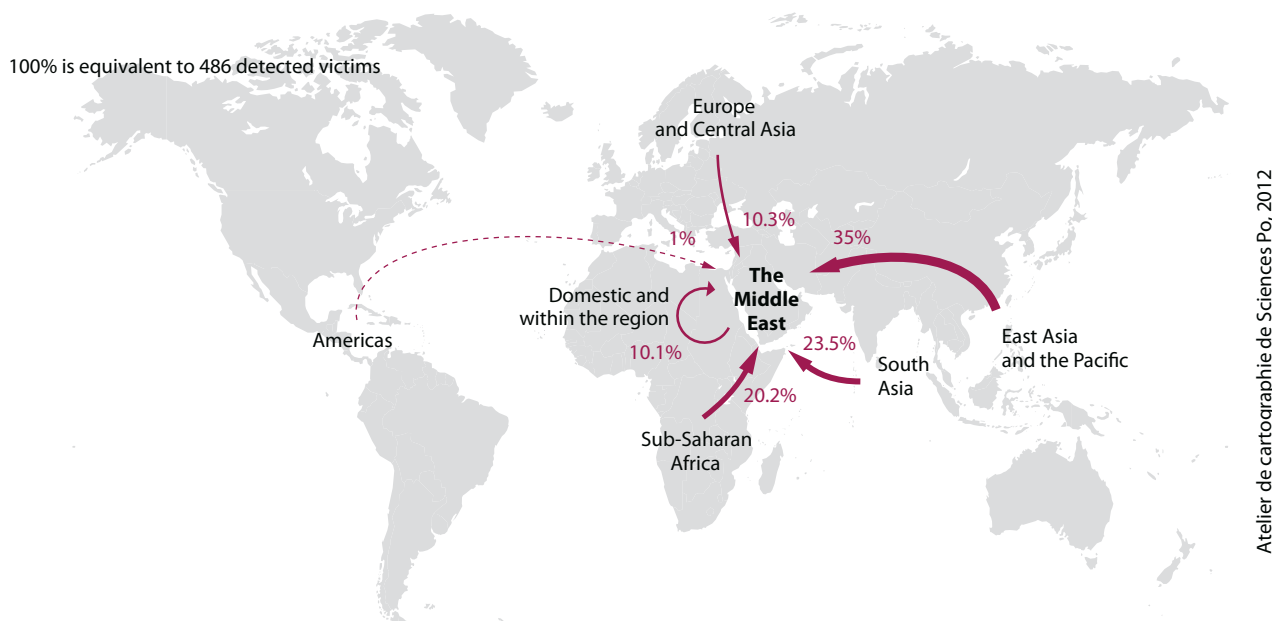 100% is equivalent to 486 detected victims
Europe
and Central Asia
10.3%
1%
35%
The
Middle
East
Domestic and
within the region
10.1%
Americas
23.5%
East Asia
and the Pacific
South
Asia
20.2%
Sub-Saharan
Africa
Atelier de cartographie de Sciences Po, 2012